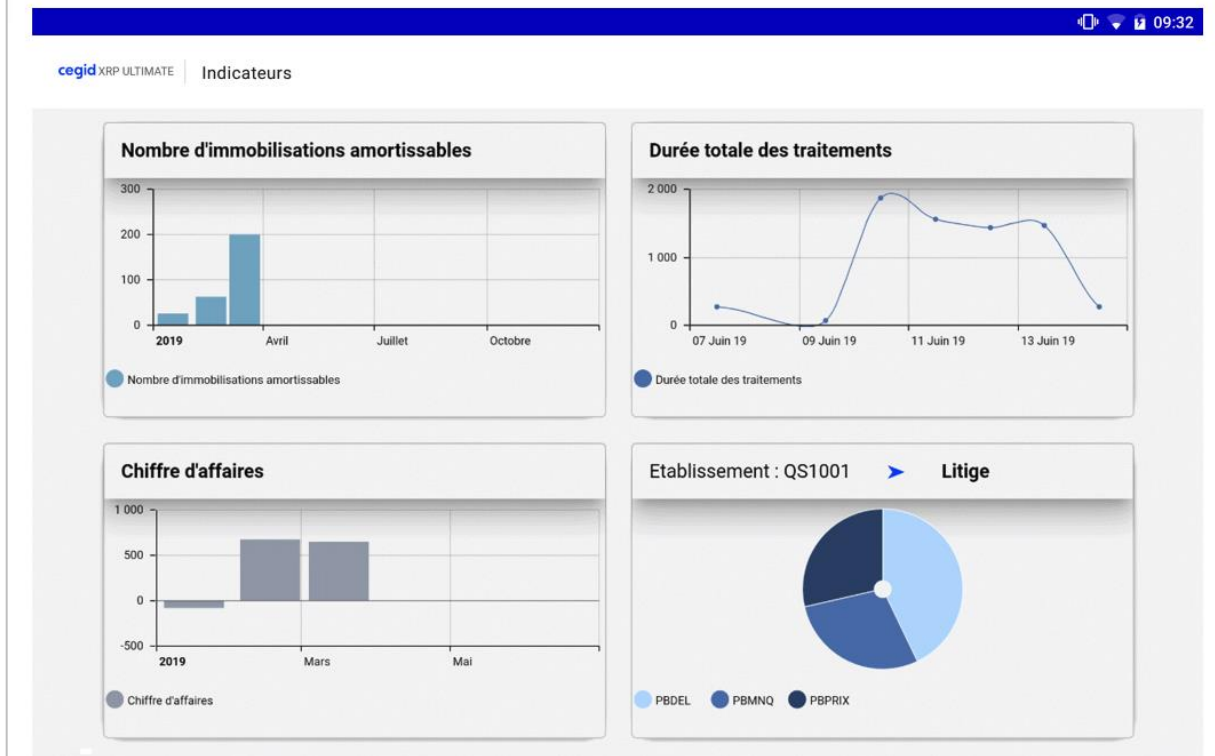 09:32
cegid XRP ULTIMATE Indicateurs
Nombre d'immobilisations amortissables
300
200
100
0
2019 Avril Juillet Octobre
Nombre d'immobilisations amortissables
Durée totale des traitements
2 000
1 000
0
07 Juin 19 09 Juin 19 11 Juin 19 13 Juin 19
Durée totale des traitements
Chiffre d'affaires
1 000
500
0
-500
2019 Mars Mai
Chiffre d'affaires
Etablissement : QS1001 ➤ Litige
PBDEL PBMNQ PBPRIX